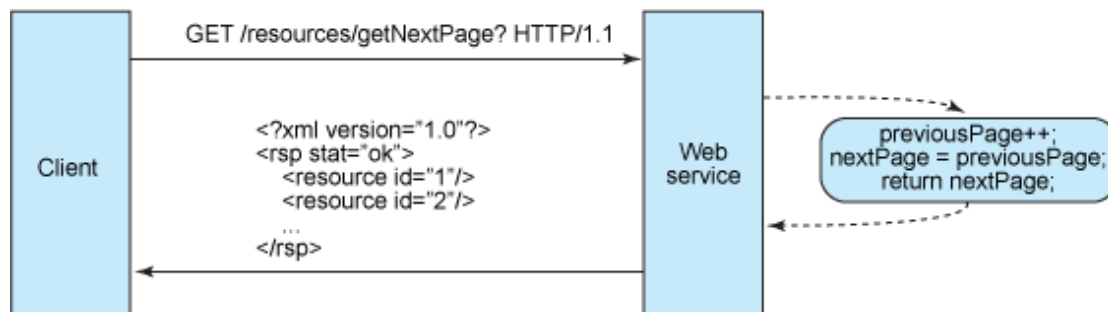 GET /resources/getNextPage? HTTP/1.1
<?xml version="1.0"?>
<rsp stat="ok">
<resource id="1"/>
<resource id="2"/>
...
</rsp>
Client
Web
service
previousPage++;
nextPage = previousPage;
return nextPage;